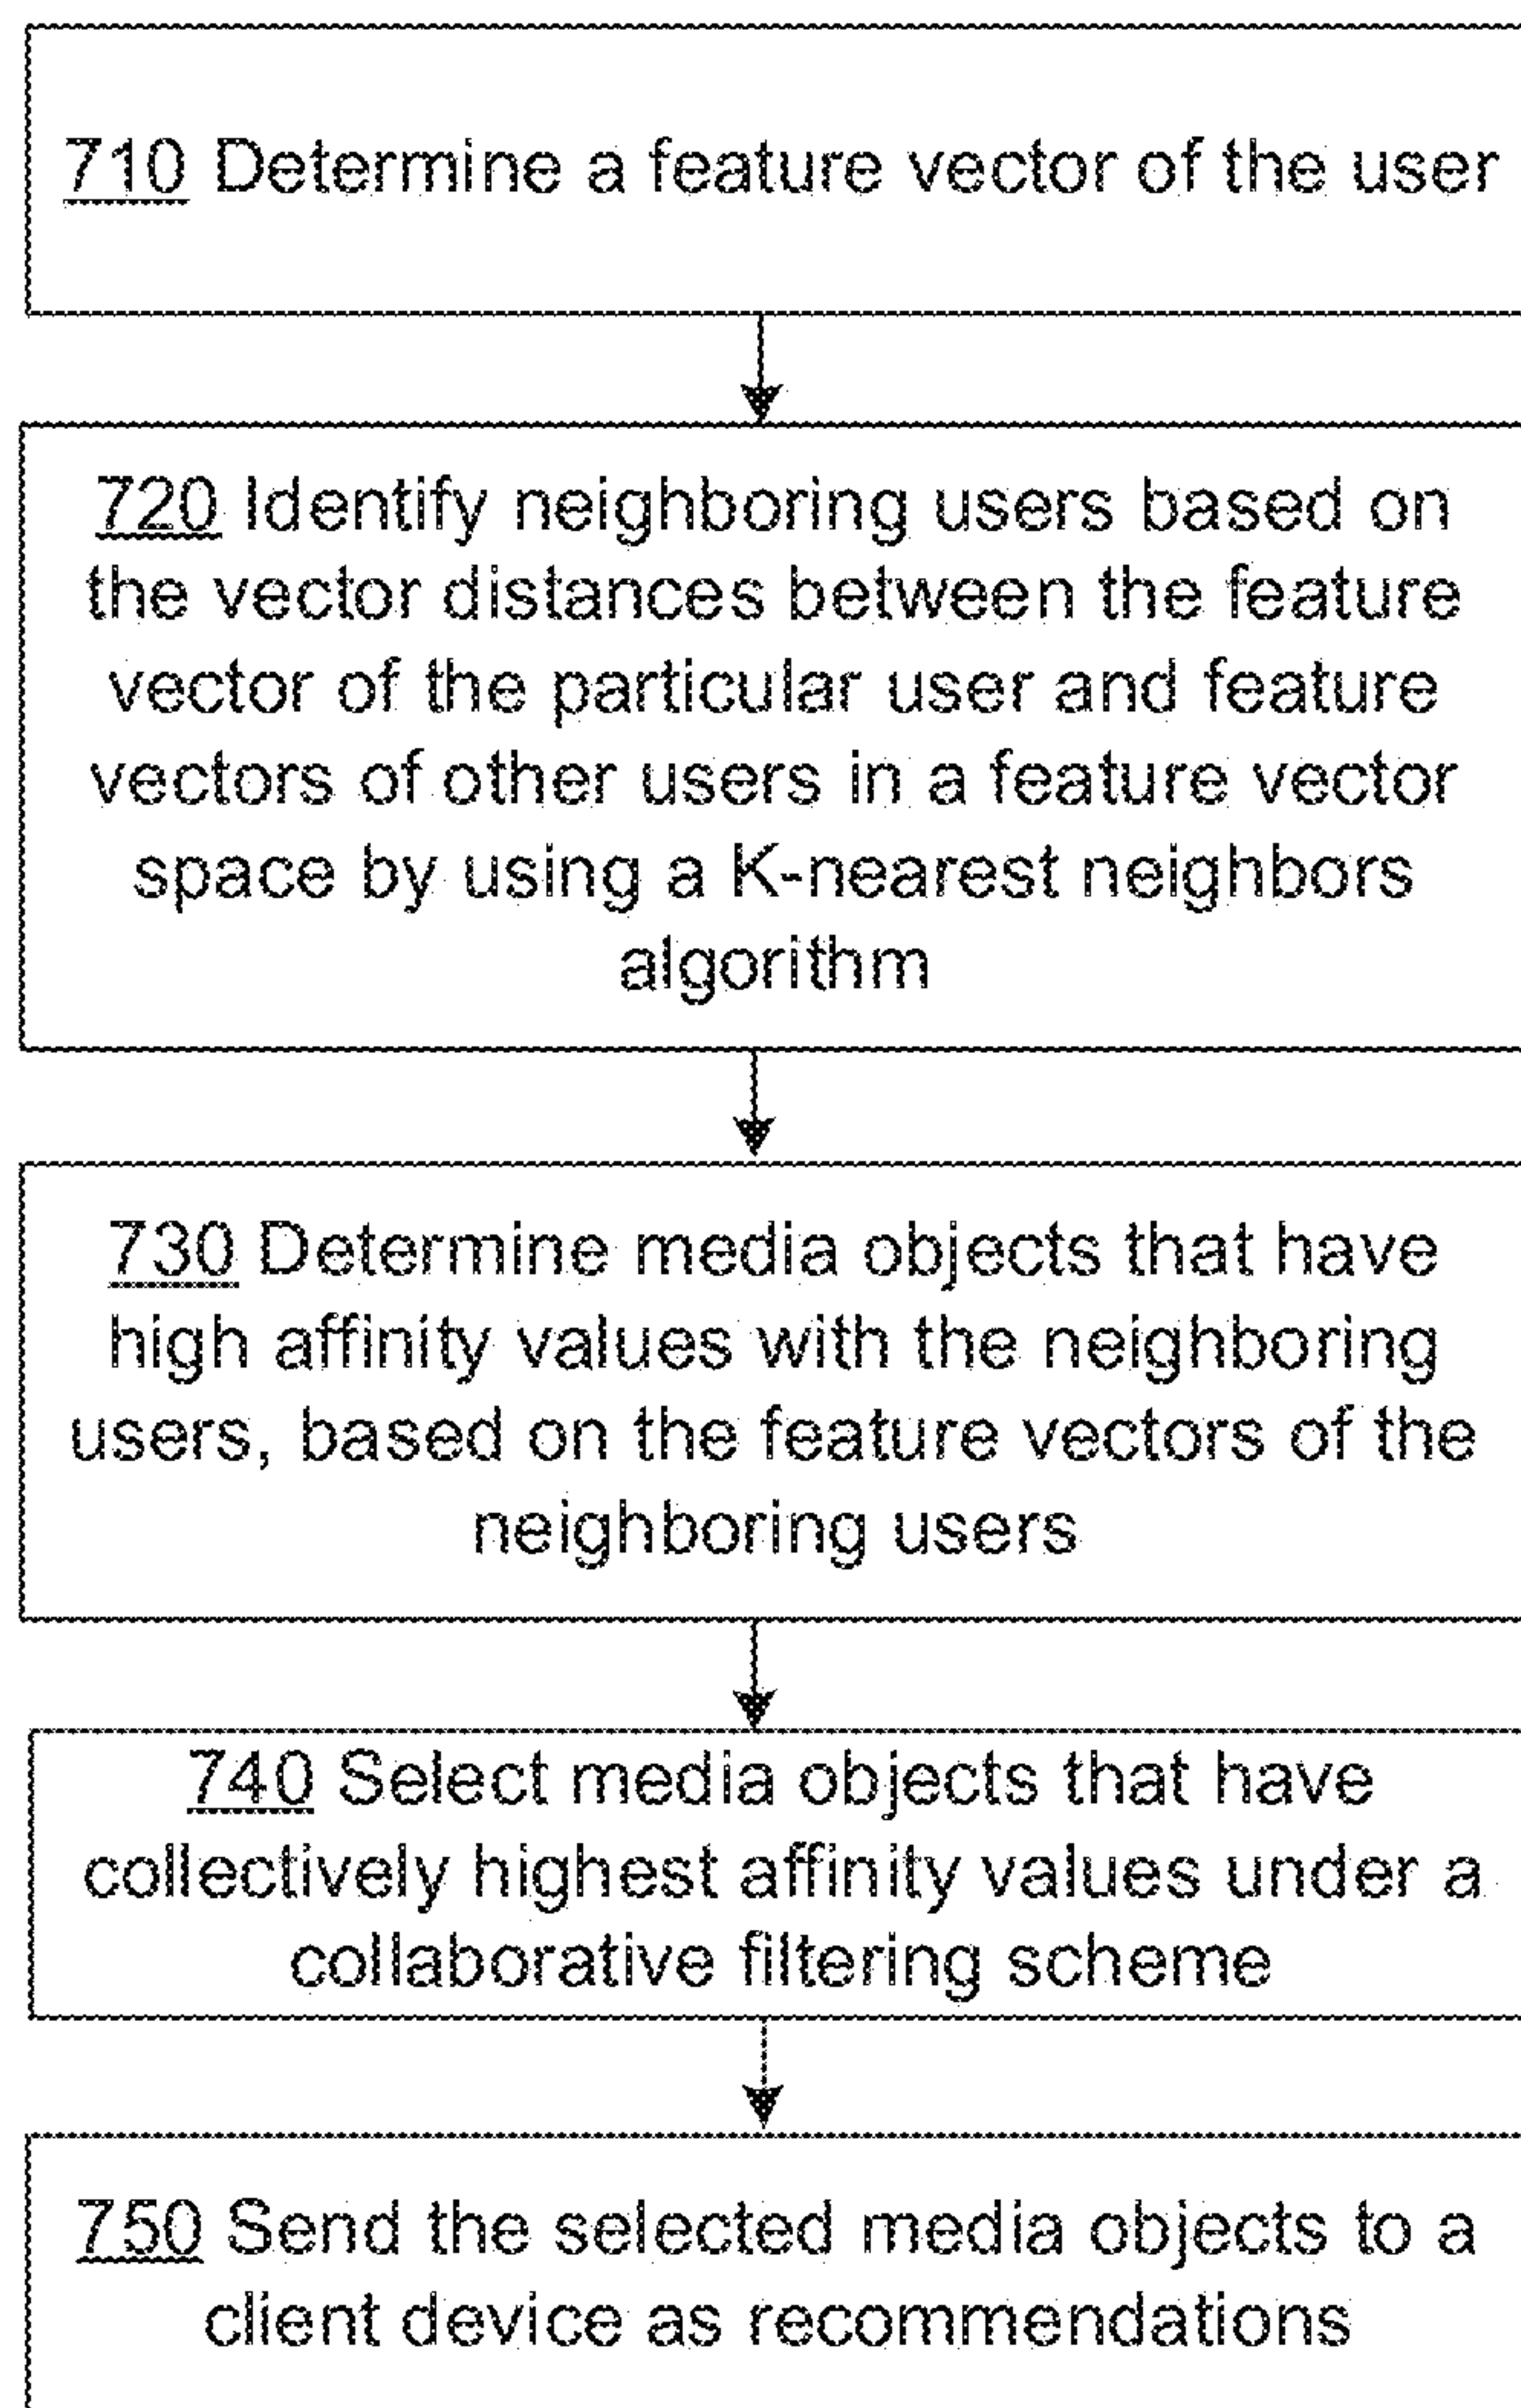 710 Determine a feature vector of the user
720 Identify neighboring users based on
the vector distances between the feature
vector of the particular user and feature
vectors of other users in a feature vector
space by using a K-nearest neighbors
algorithm
730 Determine media objects that have
high affinity values with the neighboring
users, based on the feature vectors of the
neighboring users
740 Select media objects that have
collectively highest affinity values under a
collaborative filtering scheme
750 Send the selected media objects to a
client device as recommendations